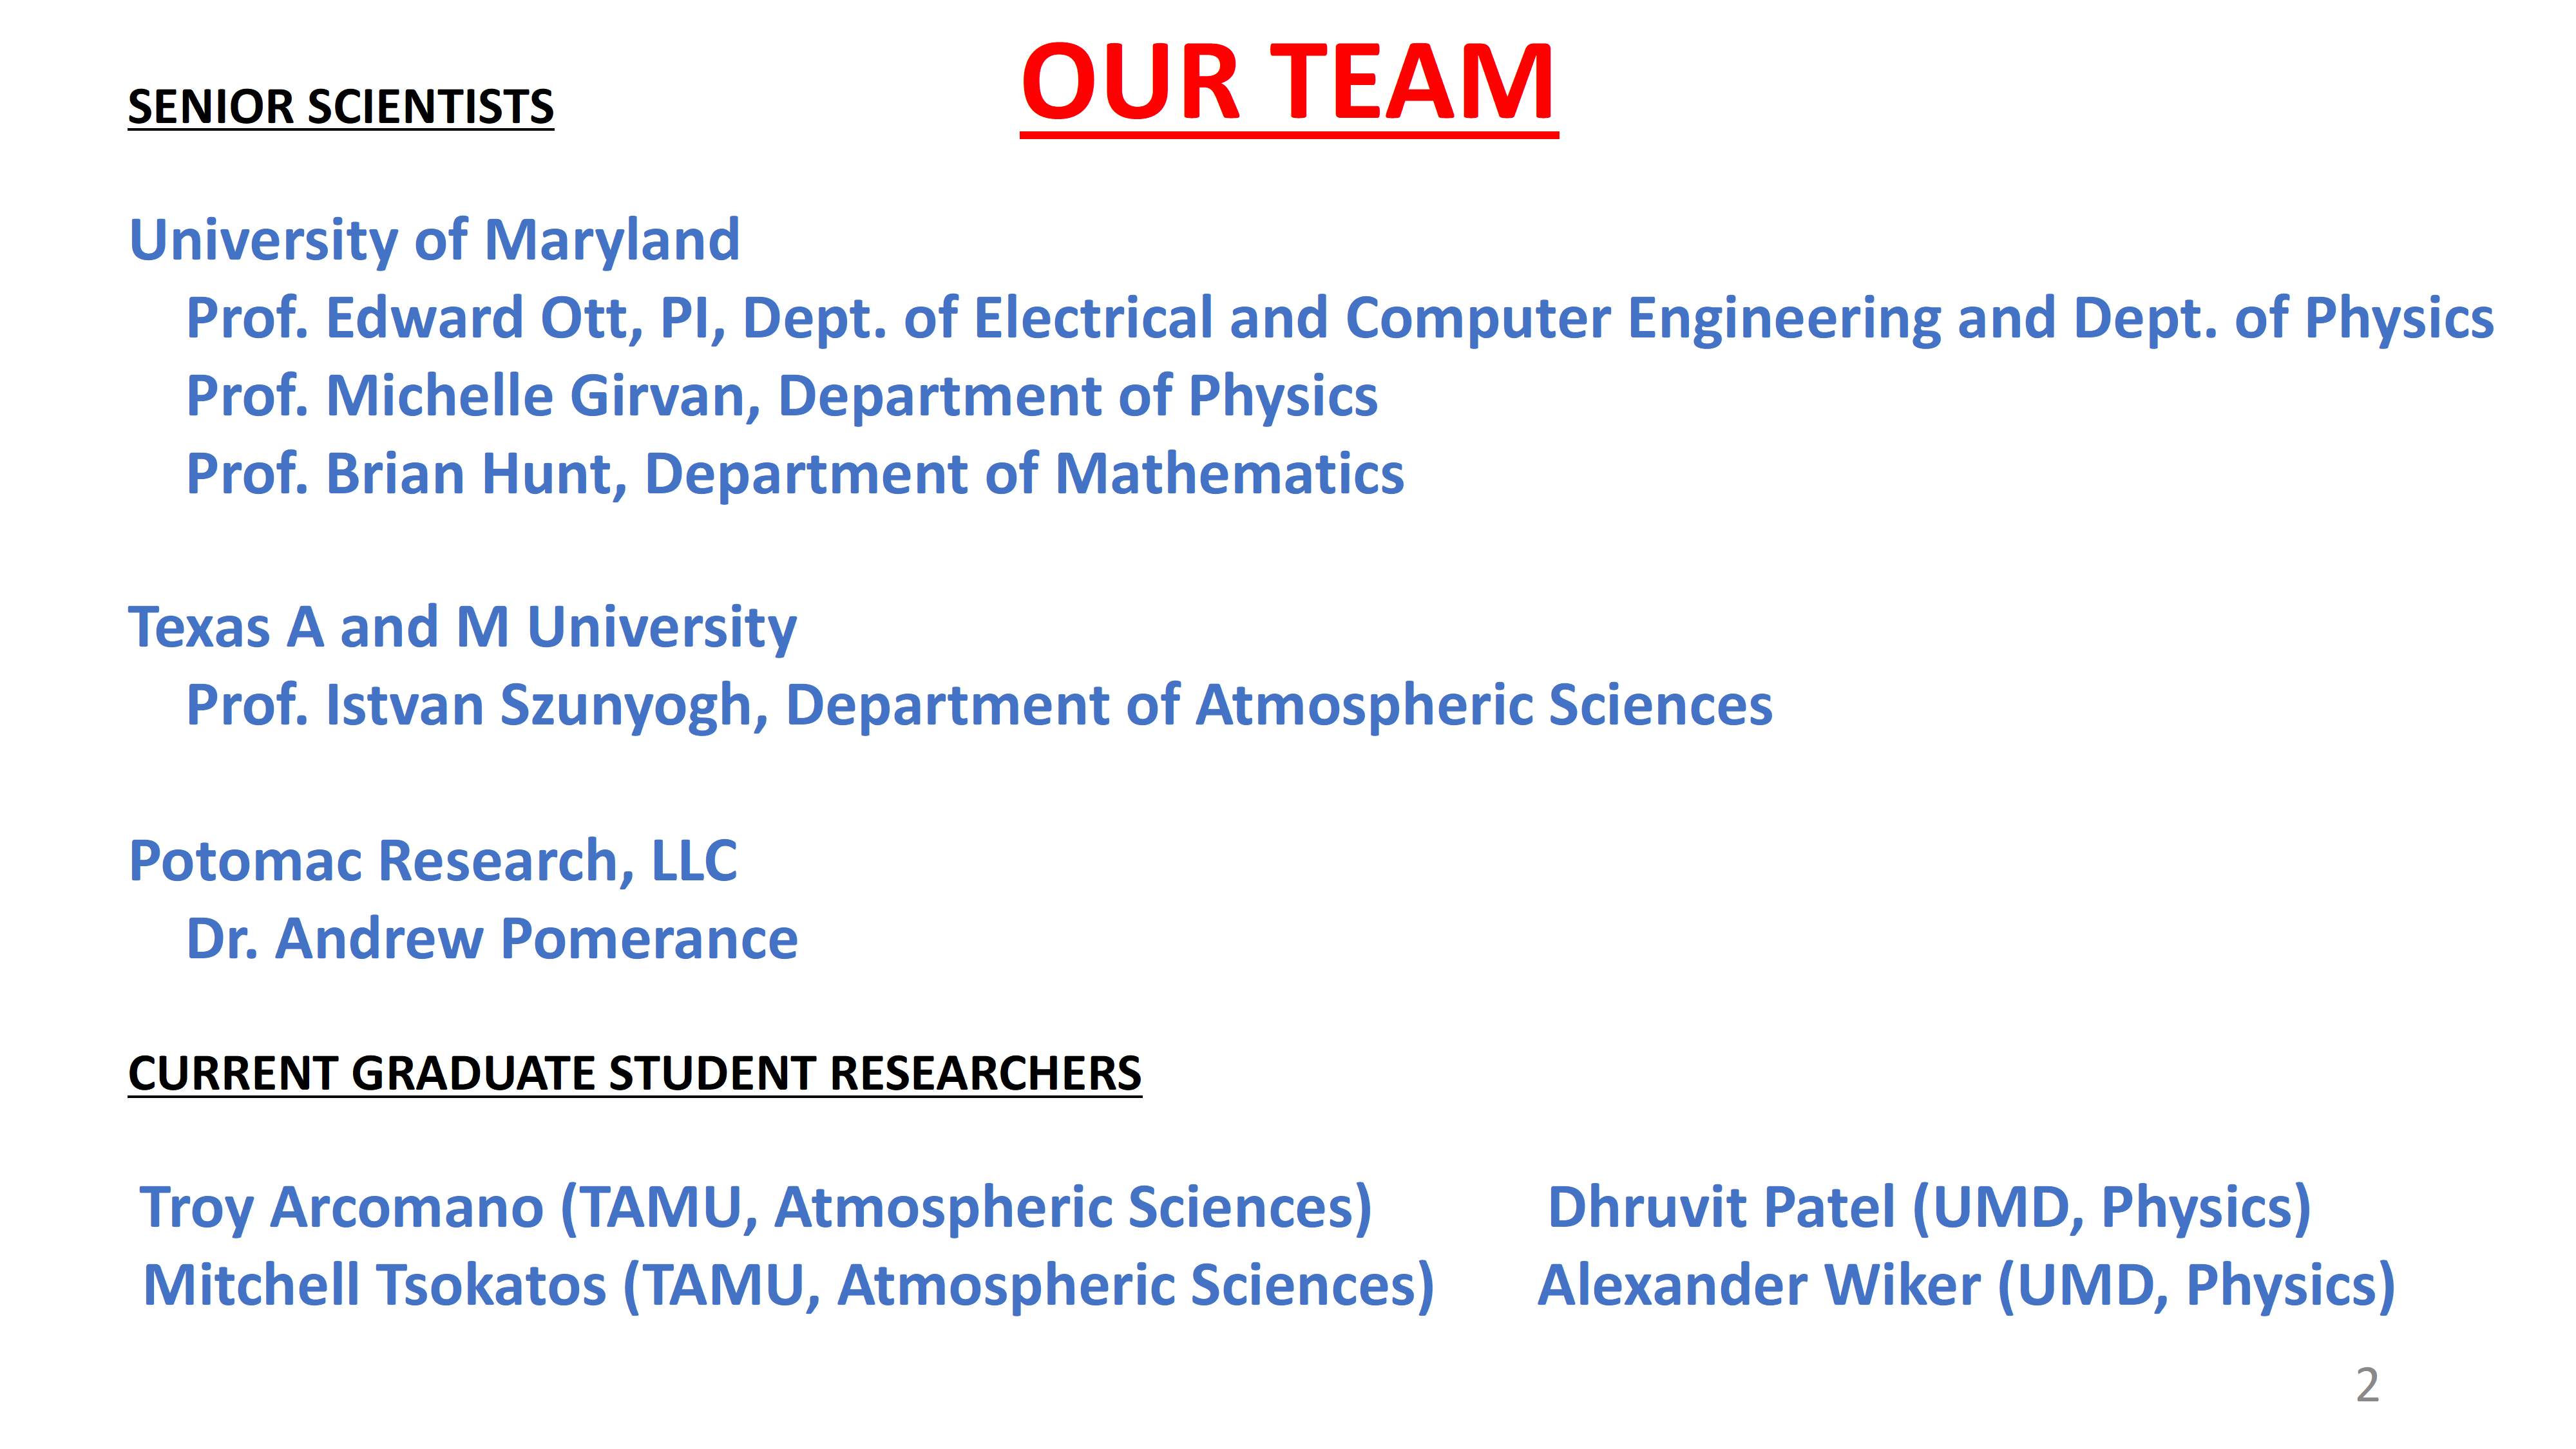 OUR TEAM
SENIOR SCIENTISTS
University of Maryland
Prof. Edward Ott, PI, Dept. of Electrical and Computer Engineering and Dept. of Physics
Prof. Michelle Girvan, Department of Physics
Prof. Brian Hunt, Department of Mathematics
Texas A and M University
Prof. Istvan Szunyogh, Department of Atmospheric Sciences
Potomac Research, LLC
Dr. Andrew Pomerance
CURRENT GRADUATE STUDENT RESEARCHERS
Troy Arcomano (TAMU, Atmospheric Sciences) Dhruvit Patel (UMD, Physics)
Mitchell Tsokatos (TAMU, Atmospheric Sciences) Alexander Wiker (UMD, Physics)
2